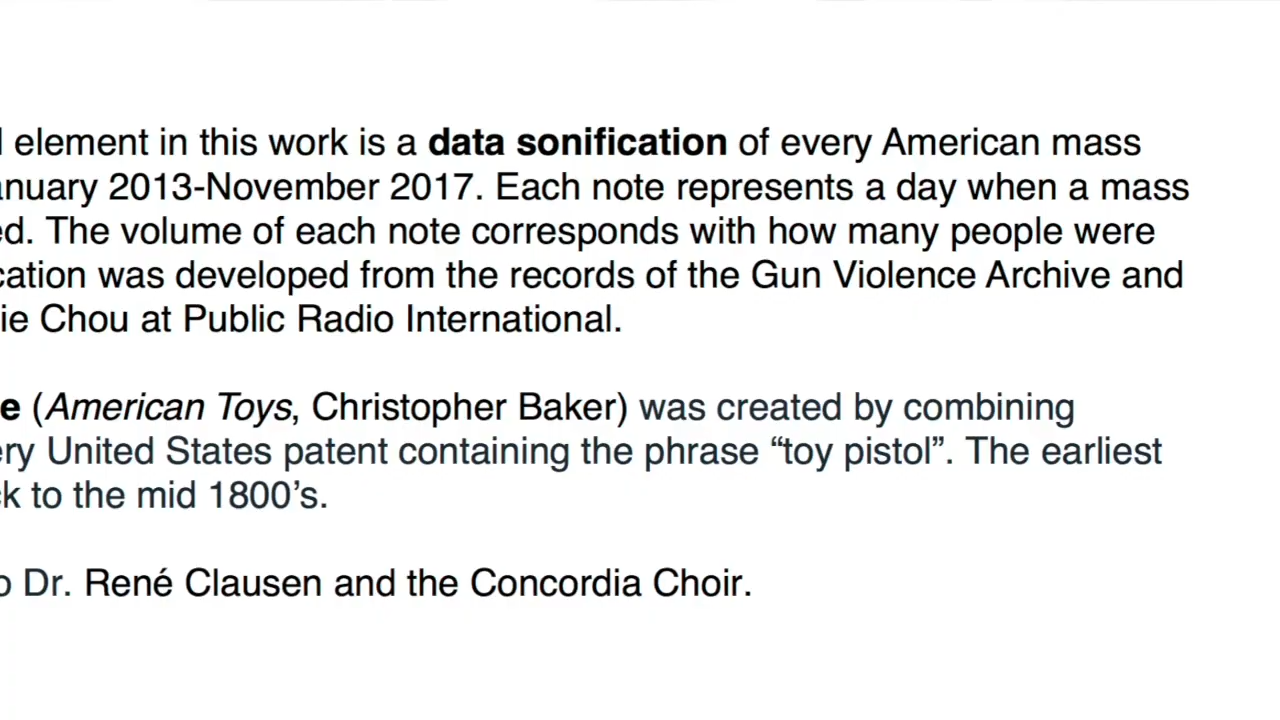 element in this work is a data sonification of every American mass
anuary 2013-November 2017. Each note represents a day when a mass
ed. The volume of each note corresponds with how many people were
cation was developed from the records of the Gun Violence Archive and
ie Chou at Public Radio International.
e (American Toys, Christopher Baker) was created by combining
ery United States patent containing the phrase “toy pistol”. The earliest
ck to the mid 1800’s.
o Dr. René Clausen and the Concordia Choir.